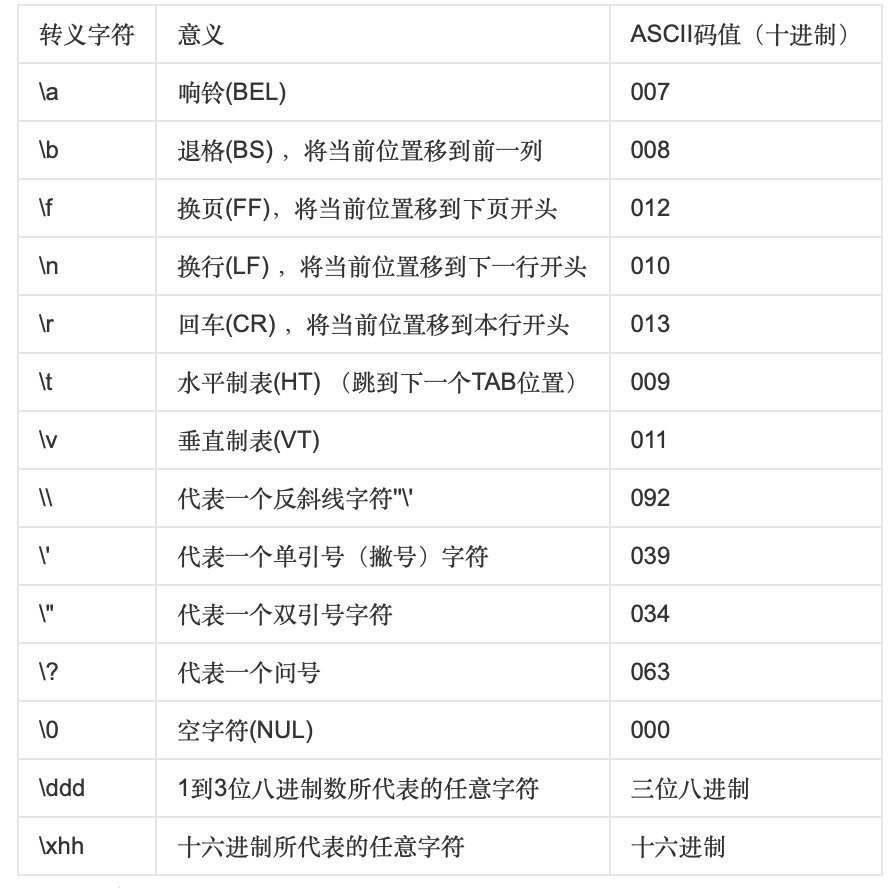 转义字符 意义 ASCII码值（十进制）
\a 响铃(BEL) 007
\b 退格(BS) ，将当前位置移到前一列 008
\f 换页(FF)，将当前位置移到下页开头 012
\n 换行(LF) ，将当前位置移到下一行开头 010
\r 回车(CR) ，将当前位置移到本行开头 013
\t 水平制表(HT) （跳到下一个TAB位置） 009
\v 垂直制表(VT) 011
\\ 代表一个反斜线字符"\' 092
\' 代表一个单引号（撇号）字符 039
\" 代表一个双引号字符 034
\? 代表一个问号 063
\0 空字符(NUL) 000
\ddd 1到3位八进制数所代表的任意字符 三位八进制
\xhh 十六进制所代表的任意字符 十六进制